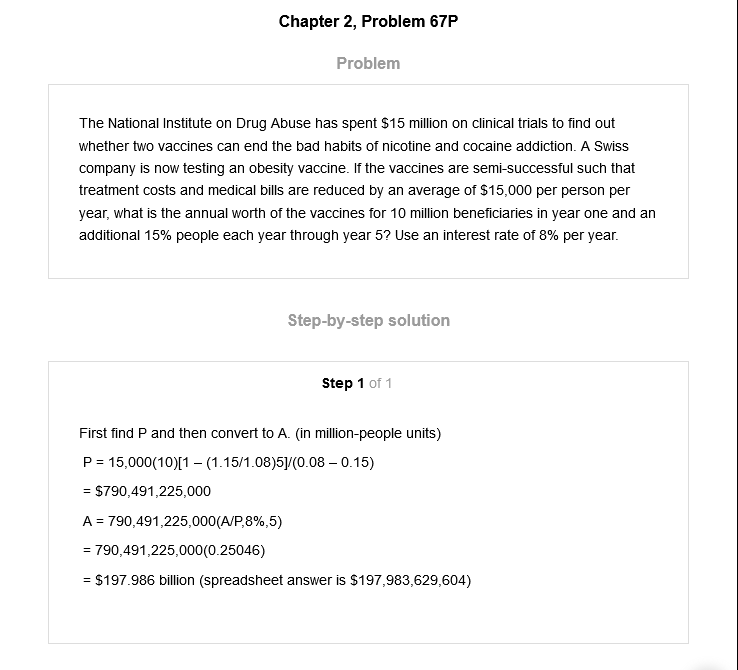 Chapter 2, Problem 67P
Problem
The National Institute on Drug Abuse has spent $15 million on clinical trials to find out
whether two vaccines can end the bad habits of nicotine and cocaine addiction. A Swiss
company is now testing an obesity vaccine. If the vaccines are semi-successful such that
treatment costs and medical bills are reduced by an average of $15,000 per person per
year, what is the annual worth of the vaccines for 10 million beneficiaries in year one and an
additional 15% people each year through year 5? Use an interest rate of 8% per year.
Step-by-step solution
Step 1 of 1
First find P and then convert to A. (in million-people units)
P = 15,000(10)[1 – (1.15/1.08)5]/(0.08 – 0.15)
= $790,491,225,000
A = 790,491,225,000(A/P,8%,5)
= 790,491,225,000(0.25046)
= $197.986 billion (spreadsheet answer is $197,983,629,604)